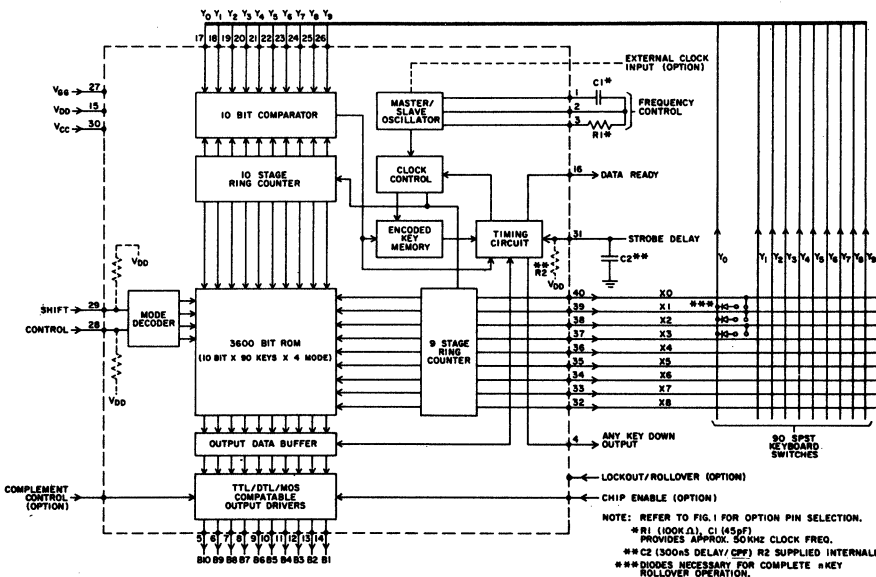 Y0 Y1 Y2 Y3 Y4 Y5 Y6 Y7 Y8 Y9
17 18 19 20 21 22 23 24 25 26
EXTERNAL CLOCK
INPUT (OPTION)
VGG 27
VDD 15
VCC 30
10 BIT COMPARATOR
MASTER/
SLAVE
OSCILLATOR
1 C1*
2
3 R1*
FREQUENCY
CONTROL
10 STAGE
RING COUNTER
CLOCK
CONTROL
16 DATA READY
ENCODED
KEY
MEMORY
TIMING
CIRCUIT
31 STROBE DELAY
**
R2
VDD
C2**
Y0 Y1 Y2 Y3 Y4 Y5 Y6 Y7 Y8 Y9
VDD
SHIFT 29
CONTROL 28
MODE
DECODER
VDD
3600 BIT ROM
(10 BIT X 90 KEYS X 4 MODE)
9 STAGE
RING
COUNTER
40 X0
39 X1
38 X2
37 X3
36 X4
35 X5
34 X6
33 X7
32 X8
***
OUTPUT DATA BUFFER
4 ANY KEY DOWN
OUTPUT
90 SPST
KEYBOARD
SWITCHES
COMPLEMENT
CONTROL
(OPTION)
TTL/DTL/MOS
COMPATABLE
OUTPUT DRIVERS
LOCKOUT/ROLLOVER (OPTION)
CHIP ENABLE (OPTION)
5 6 7 8 9 10 11 12 13 14
B10 B9 B8 B7 B6 B5 B4 B3 B2 B1
NOTE: REFER TO FIG. 1 FOR OPTION PIN SELECTION.
*R1 (100KΩ), C1 (45pF)
PROVIDES APPROX. 50KHZ CLOCK FREQ.
**C2 (300nS DELAY/CPF) R2 SUPPLIED INTERNALL
***DIODES NECESSARY FOR COMPLETE nKEY
ROLLOVER OPERATION.